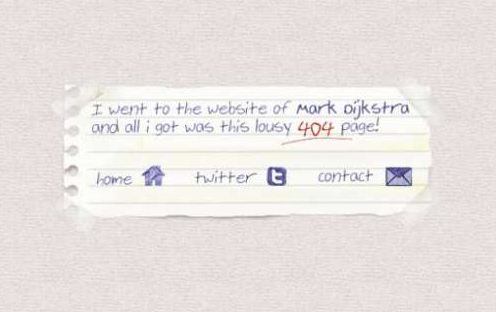 I went to the website of Mark Dijkstra
and all i got was this lousy 404 page!
home twitter t contact